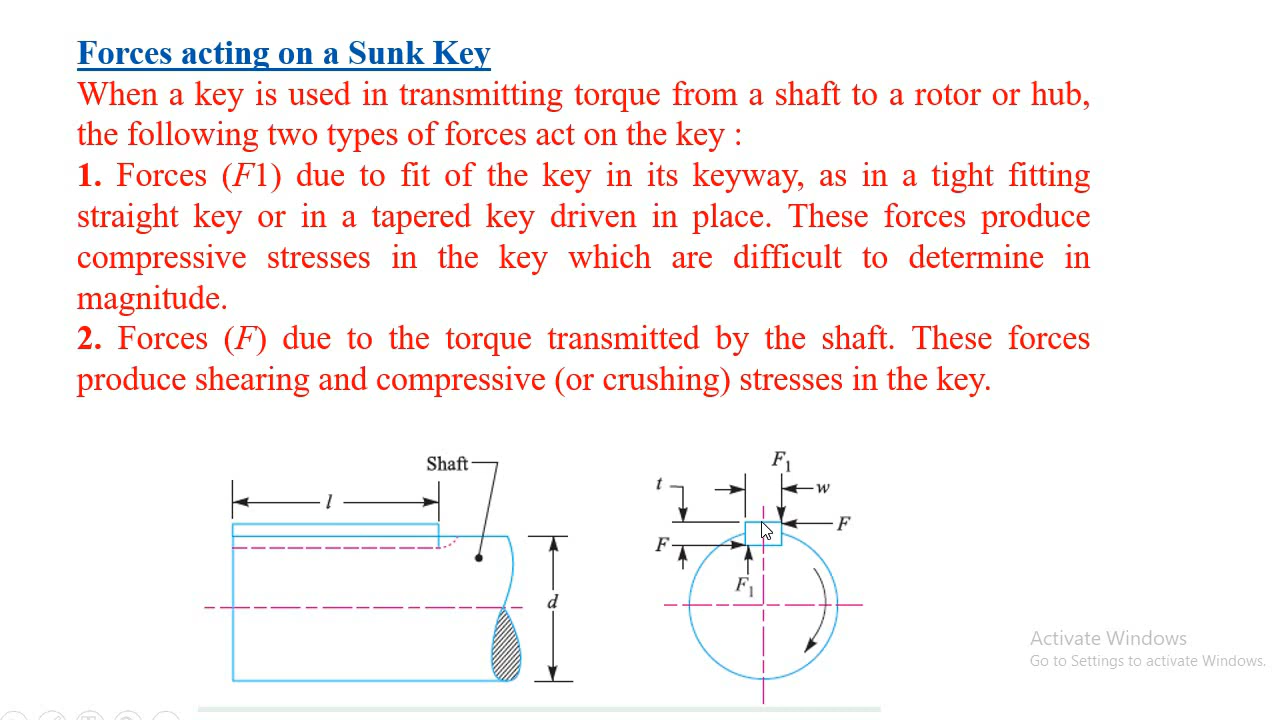 Forces acting on a Sunk Key
When a key is used in transmitting torque from a shaft to a rotor or hub,
the following two types of forces act on the key :
1. Forces (F1) due to fit of the key in its keyway, as in a tight fitting
straight key or in a tapered key driven in place. These forces produce
compressive stresses in the key which are difficult to determine in
magnitude.
2. Forces (F) due to the torque transmitted by the shaft. These forces
produce shearing and compressive (or crushing) stresses in the key.
Shaft
l
d
F₁
t
w
F
F
F₁
Activate Windows
Go to Settings to activate Windows.